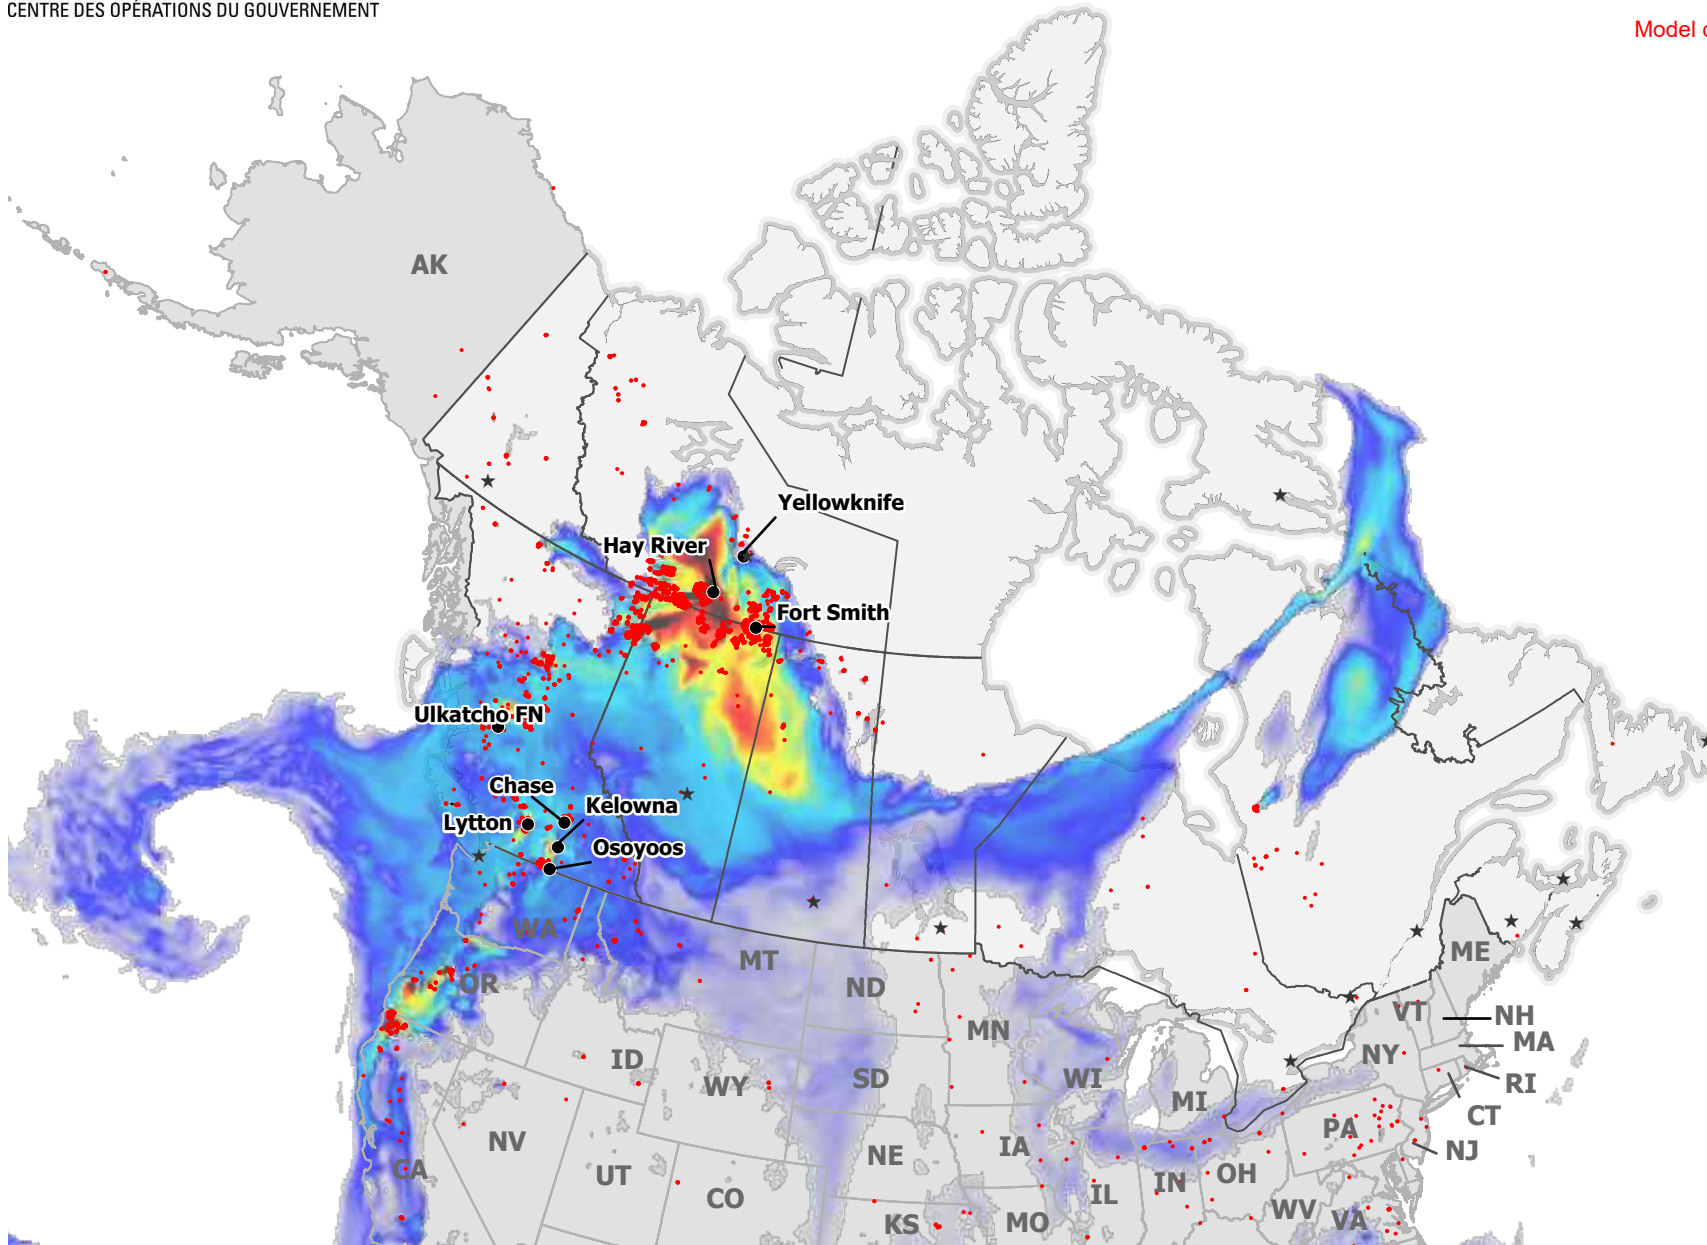 CENTRE DES OPÉRATIONS DU GOUVERNEMENT
Model
AK
Yellowknife
Hay River
Fort Smith
Ulkatcho FN
Chase
Kelowna
Lytton
Osoyoos
WA
MT
ME
OR
ND
VT
NH
MN
MA
NY
ID
WY
SD
WI
RI
MI
CT
NV
PA
IA
NJ
NE
CA
UT
OH
CO
IN
IL
WV
KS
MO
VA